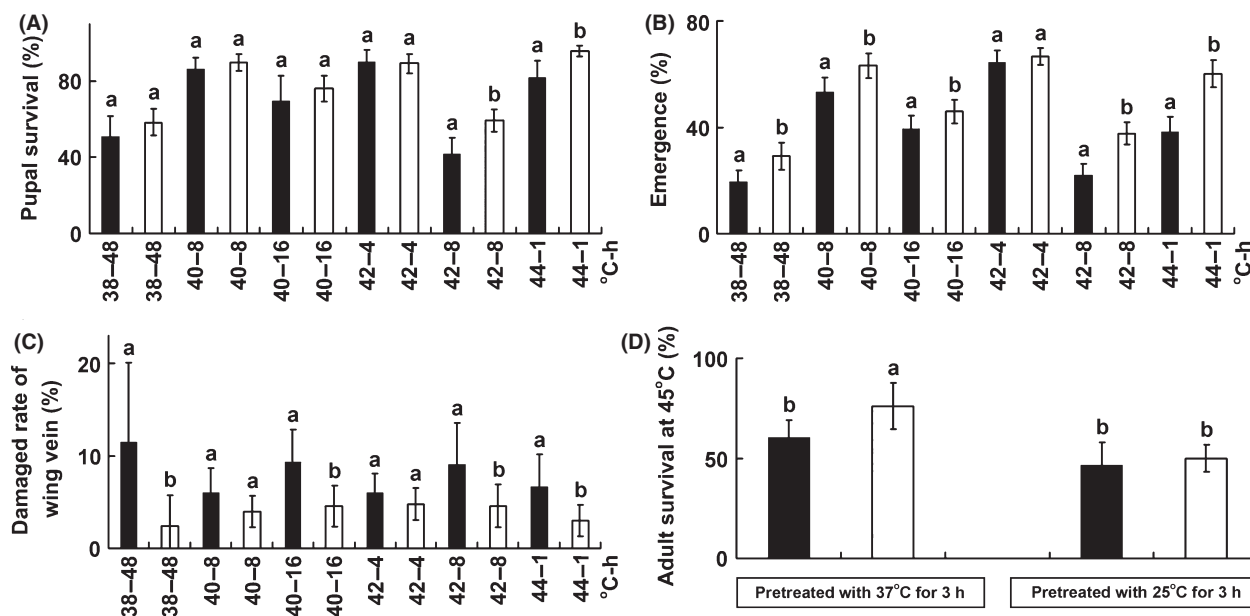 (A)
Pupal survival (%)
80
40
0
a a a a a a a a a b a b
38–48 38–48 40–8 40–8 40–16 40–16 42–4 42–4 42–8 42–8 44–1 44–1
°C-h
(B)
Emergence (%)
80
40
0
a b a b a b a a a b a b
38–48 38–48 40–8 40–8 40–16 40–16 42–4 42–4 42–8 42–8 44–1 44–1
°C-h
(C)
Damaged rate of
wing vein (%)
20
10
0
a b a a a b a a a b a b
38–48 38–48 40–8 40–8 40–16 40–16 42–4 42–4 42–8 42–8 44–1 44–1
°C-h
(D)
Adult survival at 45°C (%)
100
50
0
b a b b
Pretreated with 37°C for 3 h
Pretreated with 25°C for 3 h